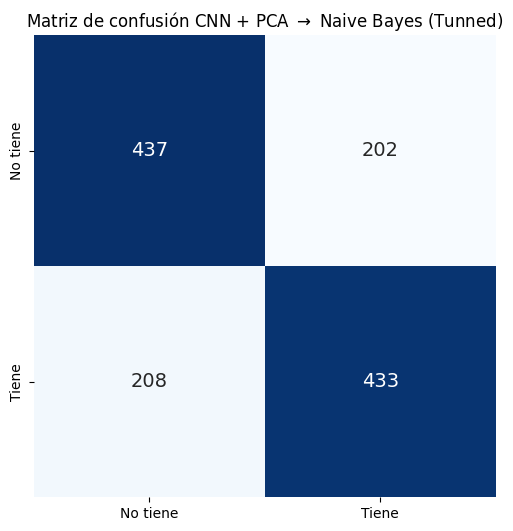 Matriz de confusión CNN + PCA → Naive Bayes (Tunned)
No tiene
437
202
Tiene
208
433
No tiene
Tiene